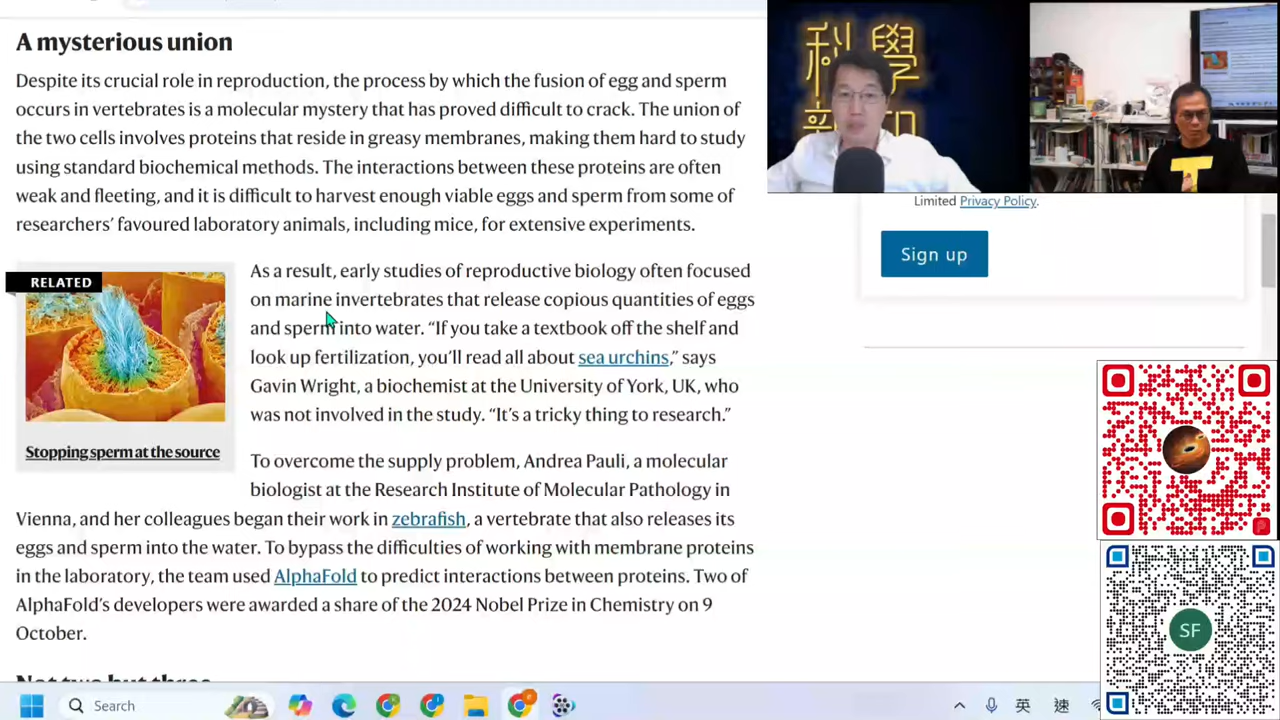 A mysterious union
Despite its crucial role in reproduction, the process by which the fusion of egg and sperm
occurs in vertebrates is a molecular mystery that has proved difficult to crack. The union of
the two cells involves proteins that reside in greasy membranes, making them hard to study
using standard biochemical methods. The interactions between these proteins are often
weak and fleeting, and it is difficult to harvest enough viable eggs and sperm from some of
researchers’ favoured laboratory animals, including mice, for extensive experiments.
RELATED
Stopping sperm at the source
As a result, early studies of reproductive biology often focused
on marine invertebrates that release copious quantities of eggs
and sperm into water. “If you take a textbook off the shelf and
look up fertilization, you’ll read all about sea urchins,” says
Gavin Wright, a biochemist at the University of York, UK, who
was not involved in the study. “It’s a tricky thing to research.”
To overcome the supply problem, Andrea Pauli, a molecular
biologist at the Research Institute of Molecular Pathology in
Vienna, and her colleagues began their work in zebrafish, a vertebrate that also releases its
eggs and sperm into the water. To bypass the difficulties of working with membrane proteins
in the laboratory, the team used AlphaFold to predict interactions between proteins. Two of
AlphaFold’s developers were awarded a share of the 2024 Nobel Prize in Chemistry on 9
October.
Not two but three
科學
T
Limited Privacy Policy.
Sign up
SF
Search
英
速